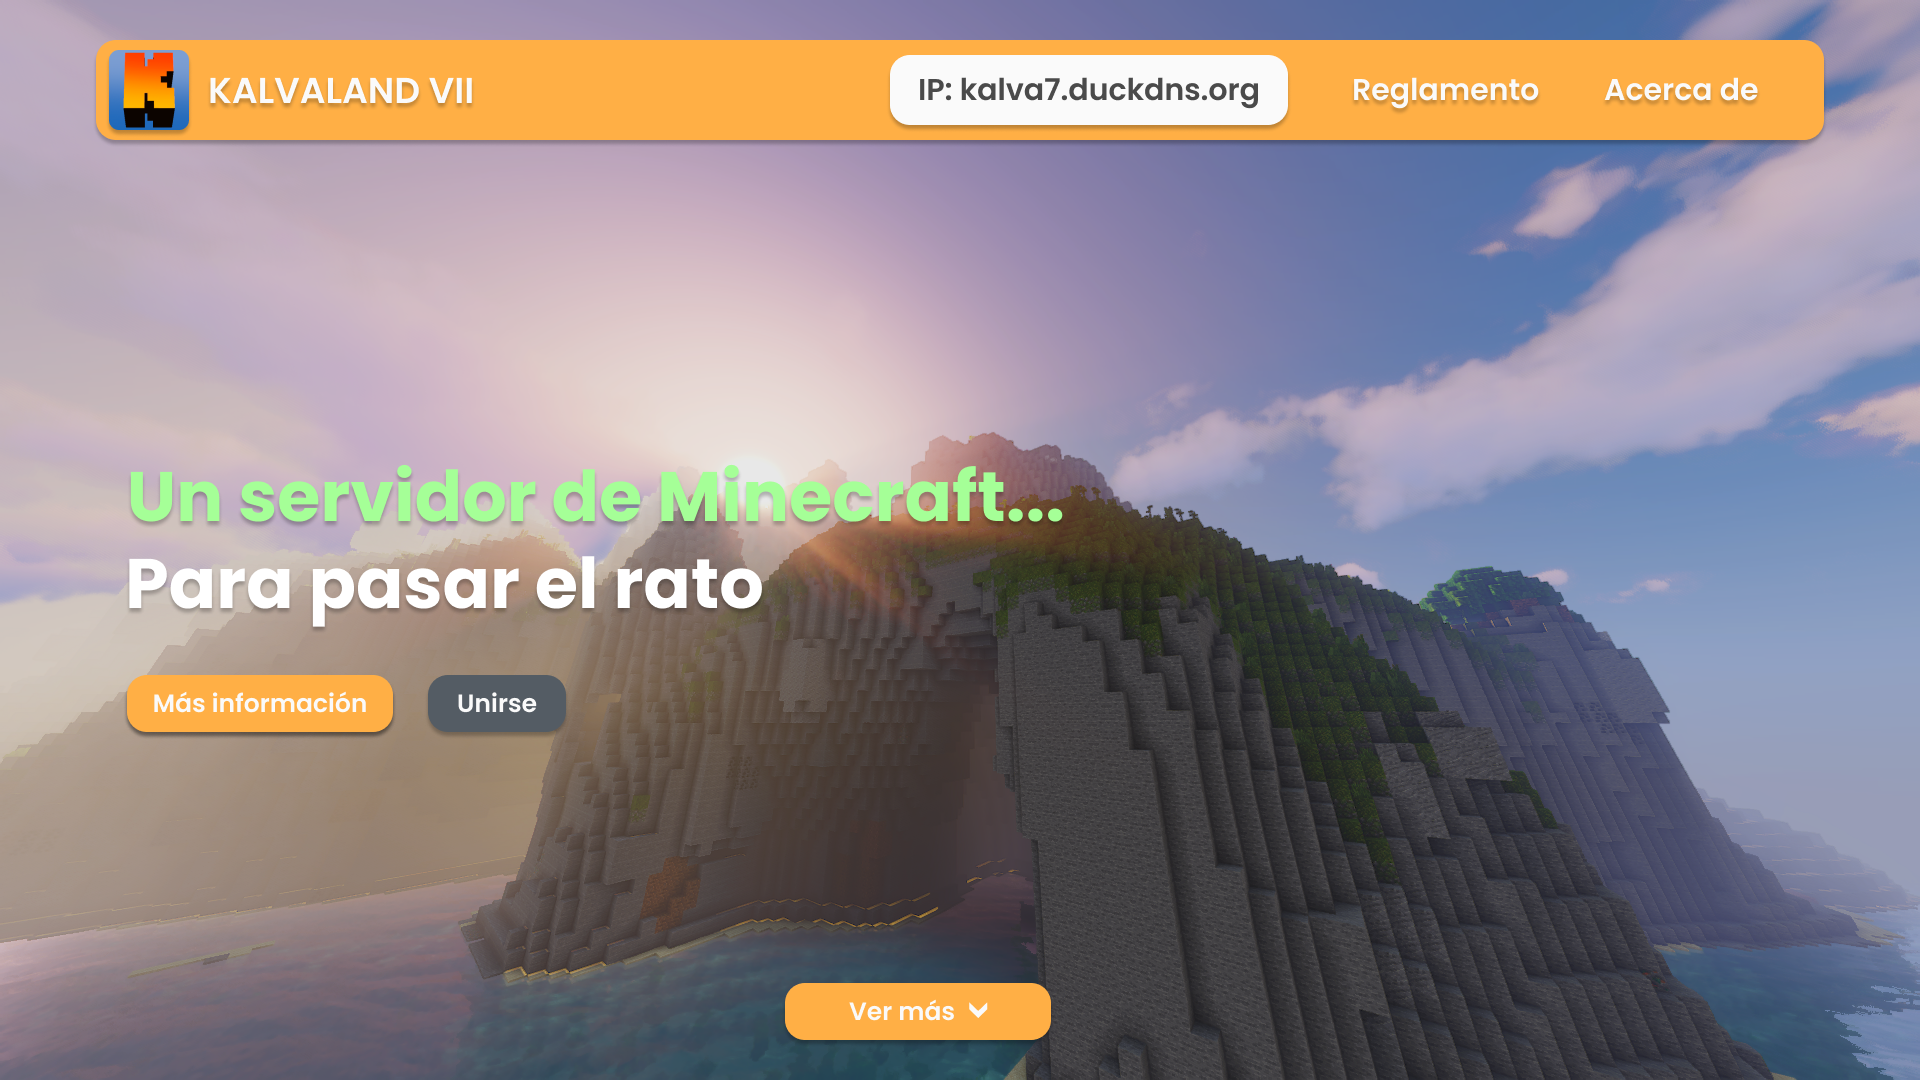 KALVALAND VII
IP: kalva7.duckdns.org
Reglamento
Acerca de
Un servidor de Minecraft...
Para pasar el rato
Más información
Unirse
Ver más